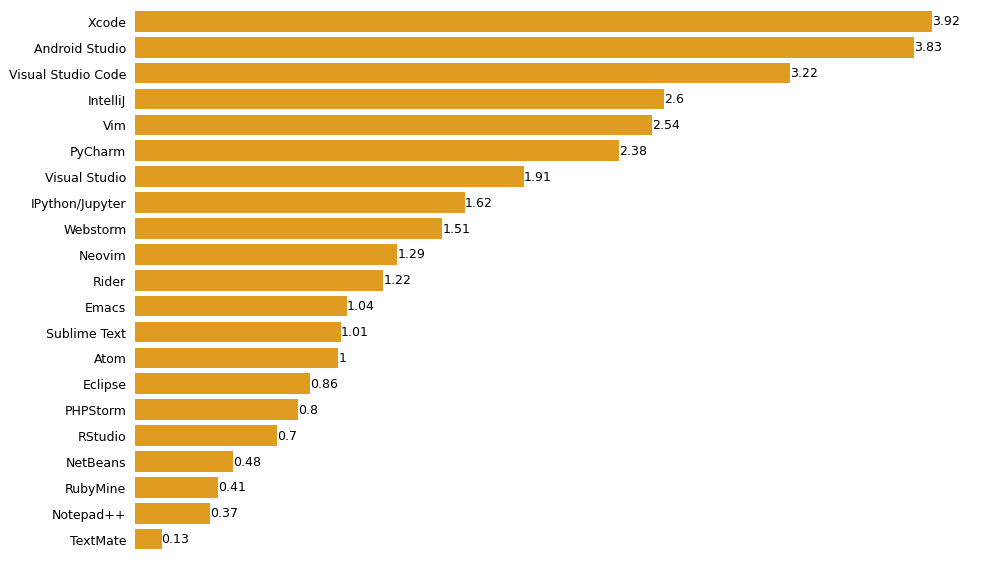 Xcode 3.92
Android Studio 3.83
Visual Studio Code 3.22
IntelliJ 2.6
Vim 2.54
PyCharm 2.38
Visual Studio 1.91
IPython/Jupyter 1.62
Webstorm 1.51
Neovim 1.29
Rider 1.22
Emacs 1.04
Sublime Text 1.01
Atom 1
Eclipse 0.86
PHPStorm 0.8
RStudio 0.7
NetBeans 0.48
RubyMine 0.41
Notepad++ 0.37
TextMate 0.13